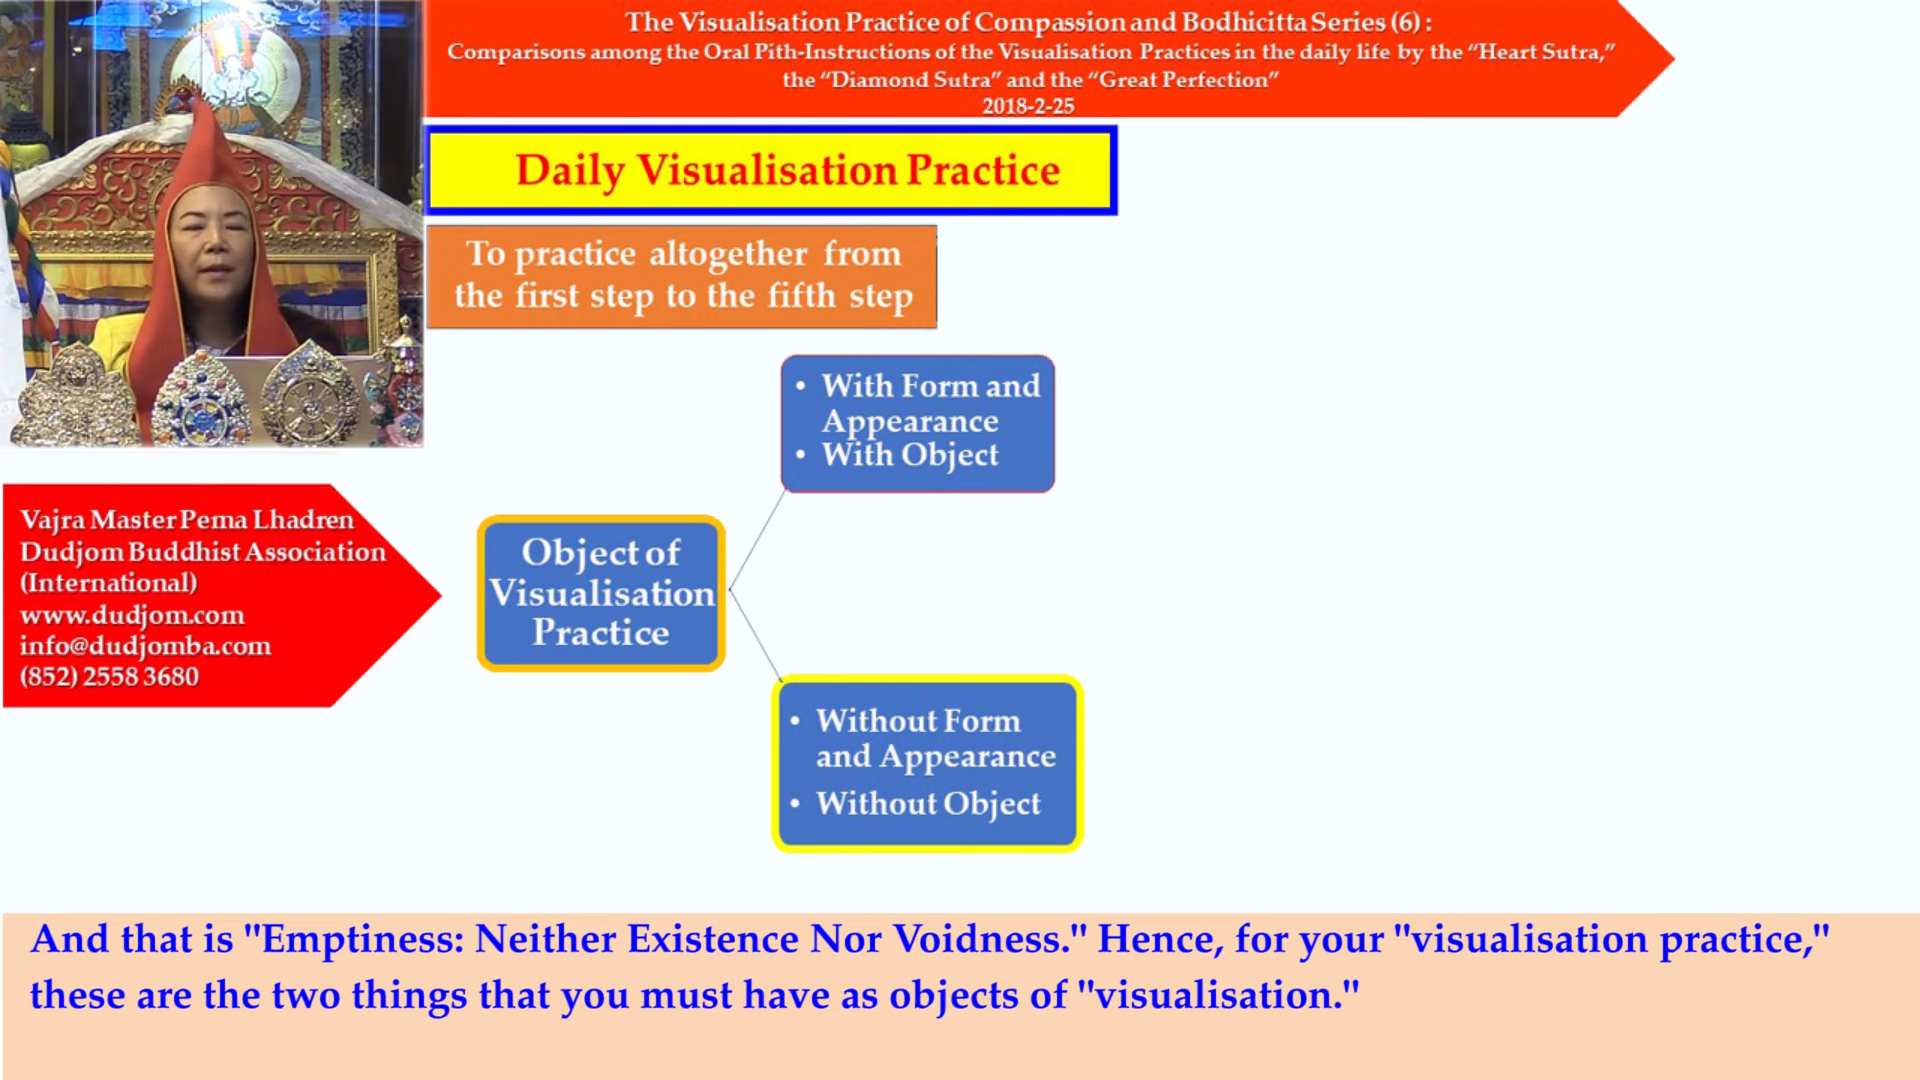 The Visualisation Practice of Compassion and Bodhicitta Series (6) :
Comparisons among the Oral Pith-Instructions of the Visualisation Practices in the daily life by the “Heart Sutra,”
the “Diamond Sutra” and the “Great Perfection”
2018-2-25
Daily Visualisation Practice
To practice altogether from
the first step to the fifth step
• With Form and
Appearance
• With Object
Vajra Master Pema Lhadren
Dudjom Buddhist Association
(International)
www.dudjom.com
info@dudjomba.com
(852) 2558 3680
Object of
Visualisation
Practice
• Without Form
and Appearance
• Without Object
And that is "Emptiness: Neither Existence Nor Voidness." Hence, for your "visualisation practice,"
these are the two things that you must have as objects of "visualisation."